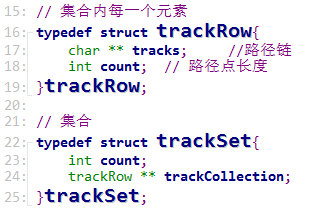 15: // 集合内每一个元素
16: typedef struct trackRow{
17: char ** tracks; //路径链
18: int count; // 路径点长度
19: }trackRow;
20:
21: // 集合
22: typedef struct trackSet{
23: int count;
24: trackRow ** trackCollection;
25: }trackSet;